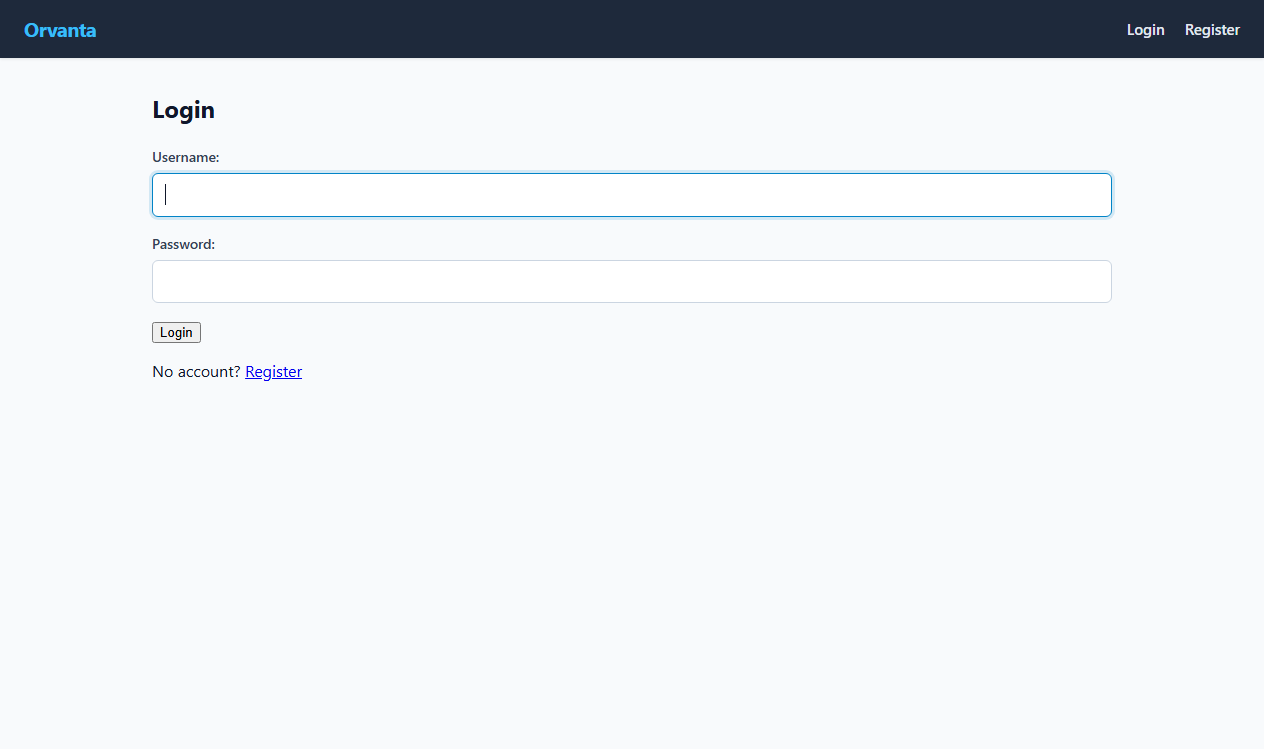 Orvanta
Login Register
Login
Username:
Password:
Login
No account? Register